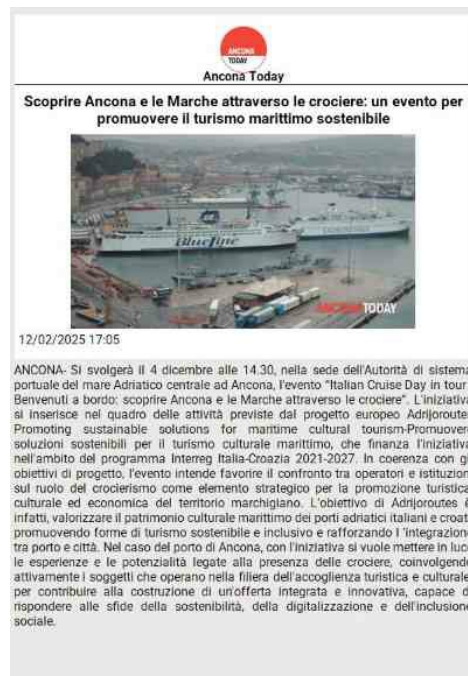 ANCONA
TODAY
Ancona Today
Scoprire Ancona e le Marche attraverso le crociere: un evento per
promuovere il turismo marittimo sostenibile
Blueline
ANCONA TODAY
12/02/2025 17:05
ANCONA- Si svolgerà il 4 dicembre alle 14.30, nella sede dell'Autorità di sistema
portuale del mare Adriatico centrale ad Ancona, l'evento "Italian Cruise Day in tour
Benvenuti a bordo: scoprire Ancona e le Marche attraverso le crociere". L'iniziativa
si inserisce nel quadro delle attività previste dal progetto europeo Adrijoroute
Promoting sustainable solutions for maritime cultural tourism-Promuover
soluzioni sostenibili per il turismo culturale marittimo, che finanza l'iniziativa
nell'ambito del programma Interreg Italia-Croazia 2021-2027. In coerenza con g
obiettivi di progetto, l'evento intende favorire il confronto tra operatori e istituzion
sul ruolo del crocierismo come elemento strategico per la promozione turistica
culturale ed economica del territorio marchigiano. L'obiettivo di Adrijoroutes è
infatti, valorizzare il patrimonio culturale marittimo dei porti adriatici italiani e croat
promuovendo forme di turismo sostenibile e inclusivo e rafforzando l 'integrazion
tra porto e città. Nel caso del porto di Ancona, con l'iniziativa si vuole mettere in luc
le esperienze e le potenzialità legate alla presenza delle crociere, coinvolgend
attivamente i soggetti che operano nella filiera dell'accoglienza turistica e culturale
per contribuire alla costruzione di un'offerta integrata e innovativa, capace d
rispondere alle sfide della sostenibilità, della digitalizzazione e dell'inclusion
sociale.